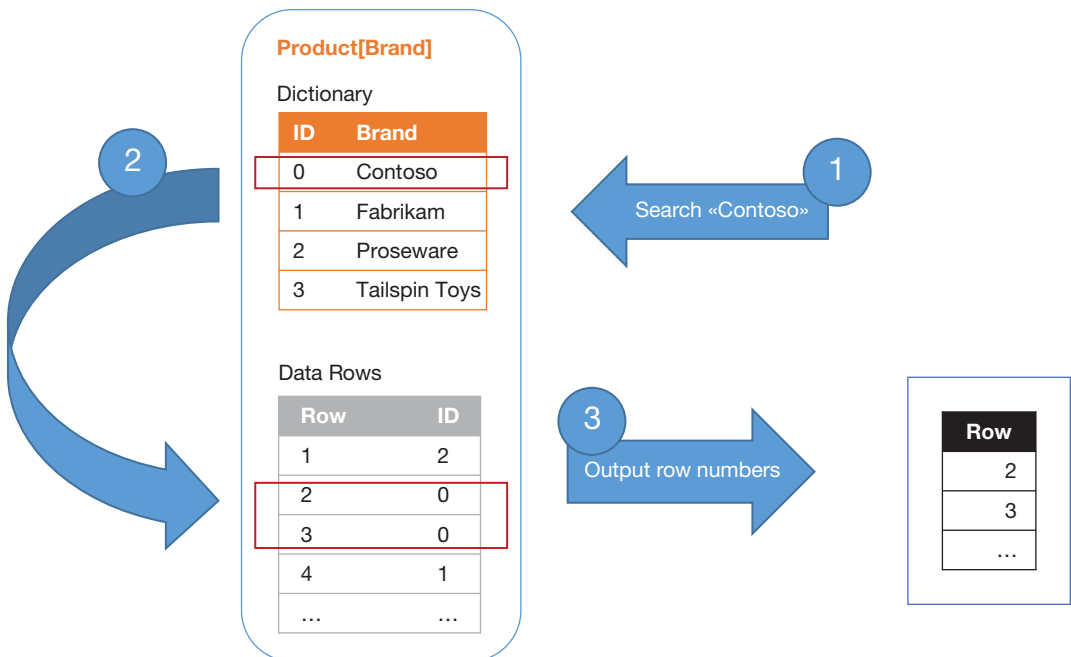 Product[Brand]
Dictionary
ID Brand
0 Contoso
1 Fabrikam
2 Proseware
3 Tailspin Toys
1
Search «Contoso»
2
Data Rows
Row ID
1 2
2 0
3 0
4 1
... ...
3
Output row numbers
Row
2
3
...